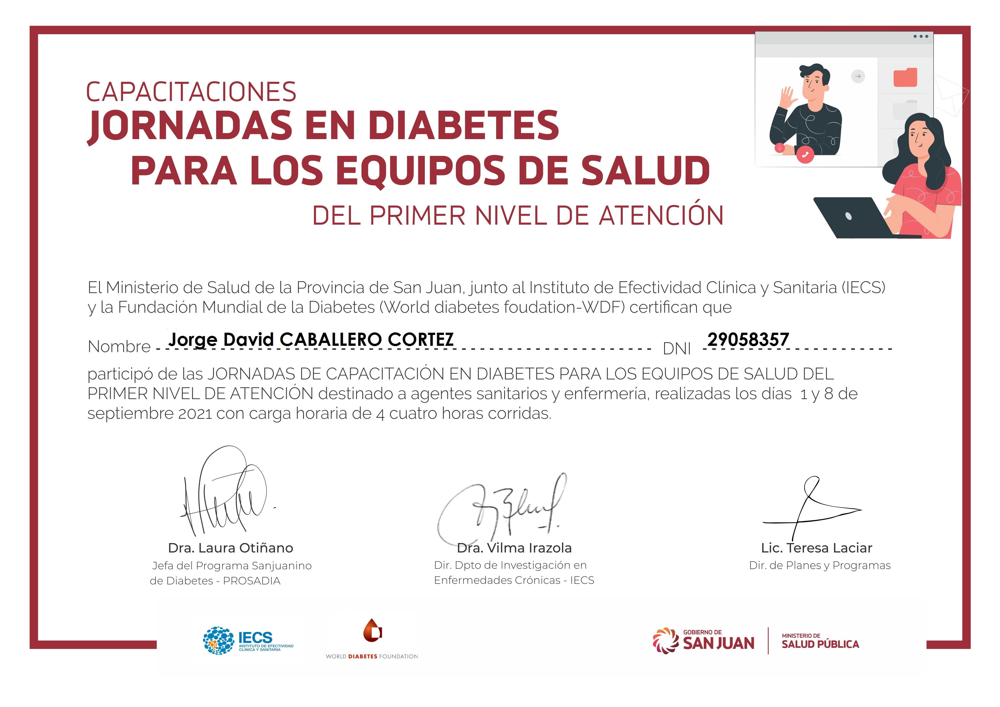 CAPACITACIONES
JORNADAS EN DIABETES
PARA LOS EQUIPOS DE SALUD
DEL PRIMER NIVEL DE ATENCIÓN
El Ministerio de Salud de la Provincia de San Juan, junto al Instituto de Efectividad Clínica y Sanitaria (IECS)
y la Fundación Mundial de la Diabetes (World diabetes foudation-WDF) certifican que
Nombre Jorge David CABALLERO CORTEZ DNI 29058357
participó de las JORNADAS DE CAPACITACIÓN EN DIABETES PARA LOS EQUIPOS DE SALUD DEL
PRIMER NIVEL DE ATENCIÓN destinado a agentes sanitarios y enfermería, realizadas los días 1 y 8 de
septiembre 2021 con carga horaria de 4 cuatro horas corridas.
Dra. Laura Otiñano
Jefa del Programa Sanjuanino
de Diabetes - PROSADIA
Dra. Vilma Irazola
Dir. Dpto de Investigación en
Enfermedades Crónicas - IECS
Lic. Teresa Laciar
Dir. de Planes y Programas
IECS
INSTITUTO DE EFECTIVIDAD
CLINICA Y SANITARIA
WORLD DIABETES FOUNDATION
GOBIERNO DE
SAN JUAN
MINISTERIO DE
SALUD PÚBLICA